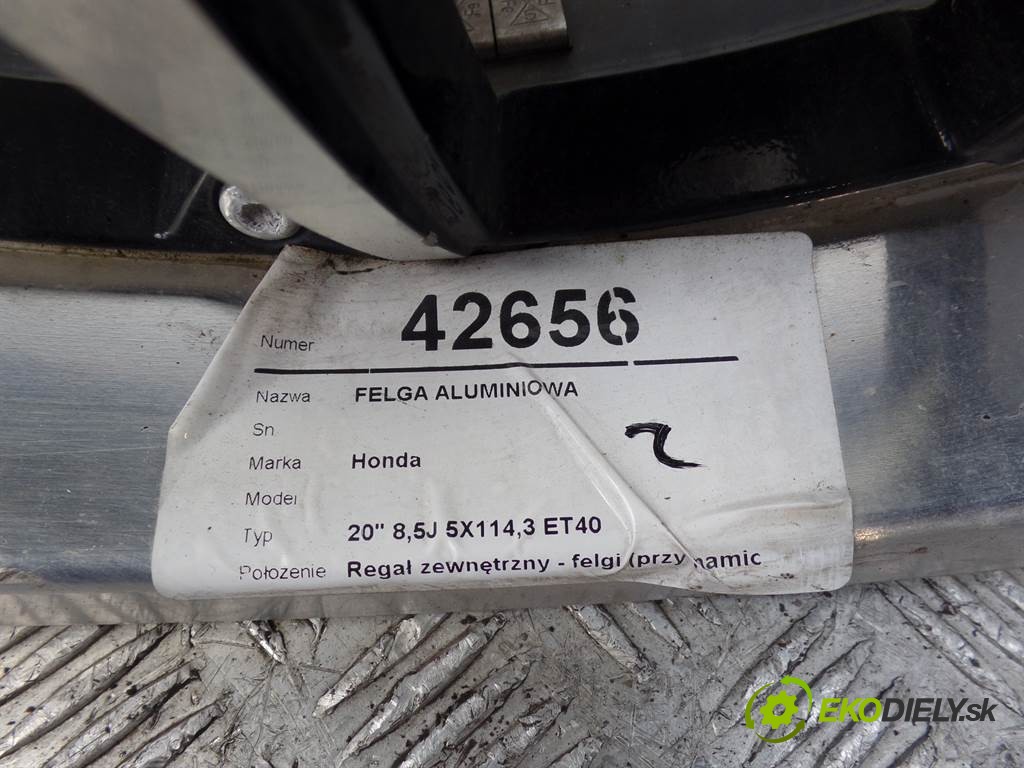 Numer 42656
Nazwa FELGA ALUMINIOWA
Sn
Marka Honda
Model
Typ 20" 8,5J 5X114,3 ET40
Położenie Regał zewnętrzny - felgi (przy namic
EKODIELY.sk